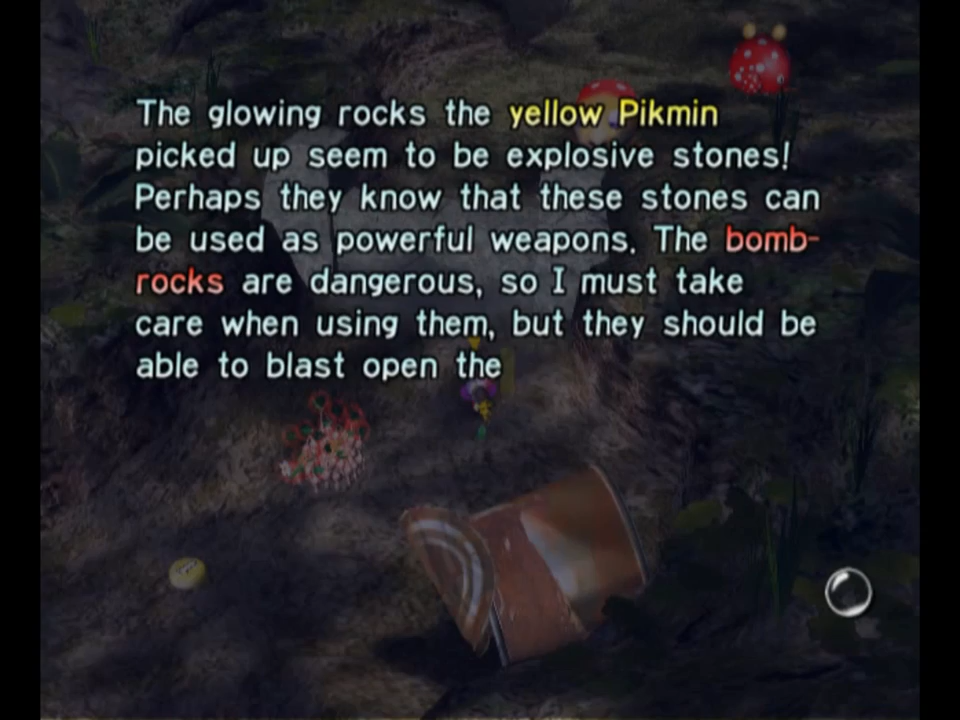 The glowing rocks the yellow Pikmin
picked up seem to be explosive stones!
Perhaps they know that these stones can
be used as powerful weapons. The bomb-
rocks are dangerous, so I must take
care when using them, but they should be
able to blast open the